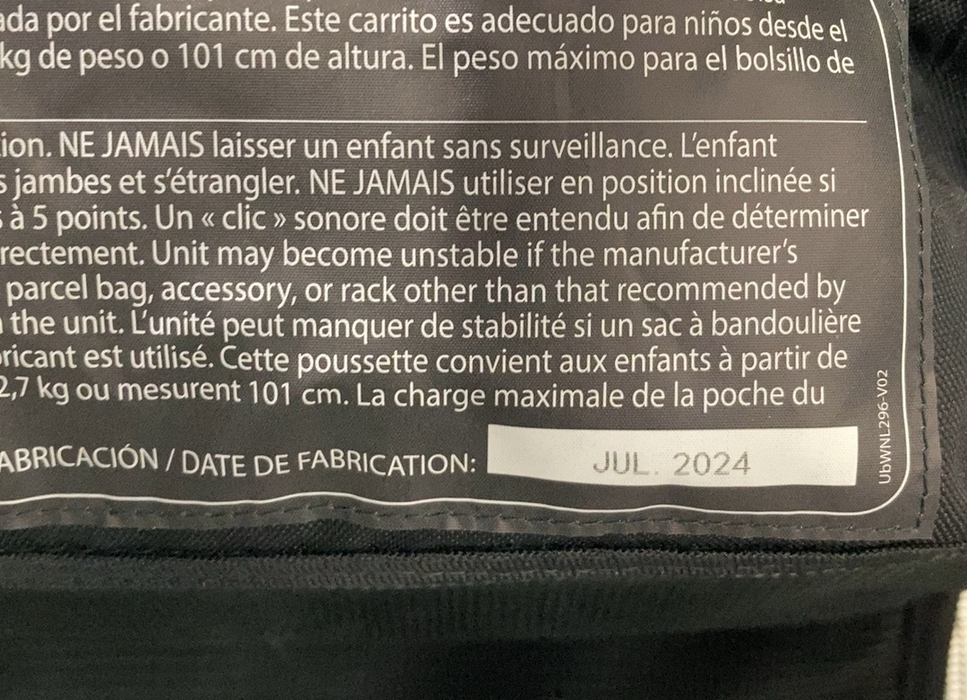 por el fabricante. Este carrito es adecuado para niños desde el
kg de peso o 101 cm de altura. El peso máximo para el bolsillo de
NE JAMAIS laisser un enfant sans surveillance. L’enfant
jambes et s’étrangler. NE JAMAIS utiliser en position inclinée si
à 5 points. Un « clic » sonore doit être entendu afin de déterminer
Unit may become unstable if the manufacturer’s
parcel bag, accessory, or rack other than that recommended by
the unit. L’unité peut manquer de stabilité si un sac à bandoulière
est utilisé. Cette poussette convient aux enfants à partir de
2,7 kg ou mesurent 101 cm. La charge maximale de la poche du
ABRICACIÓN / DATE DE FABRICATION: JUL. 2024
UbWNL296-V02